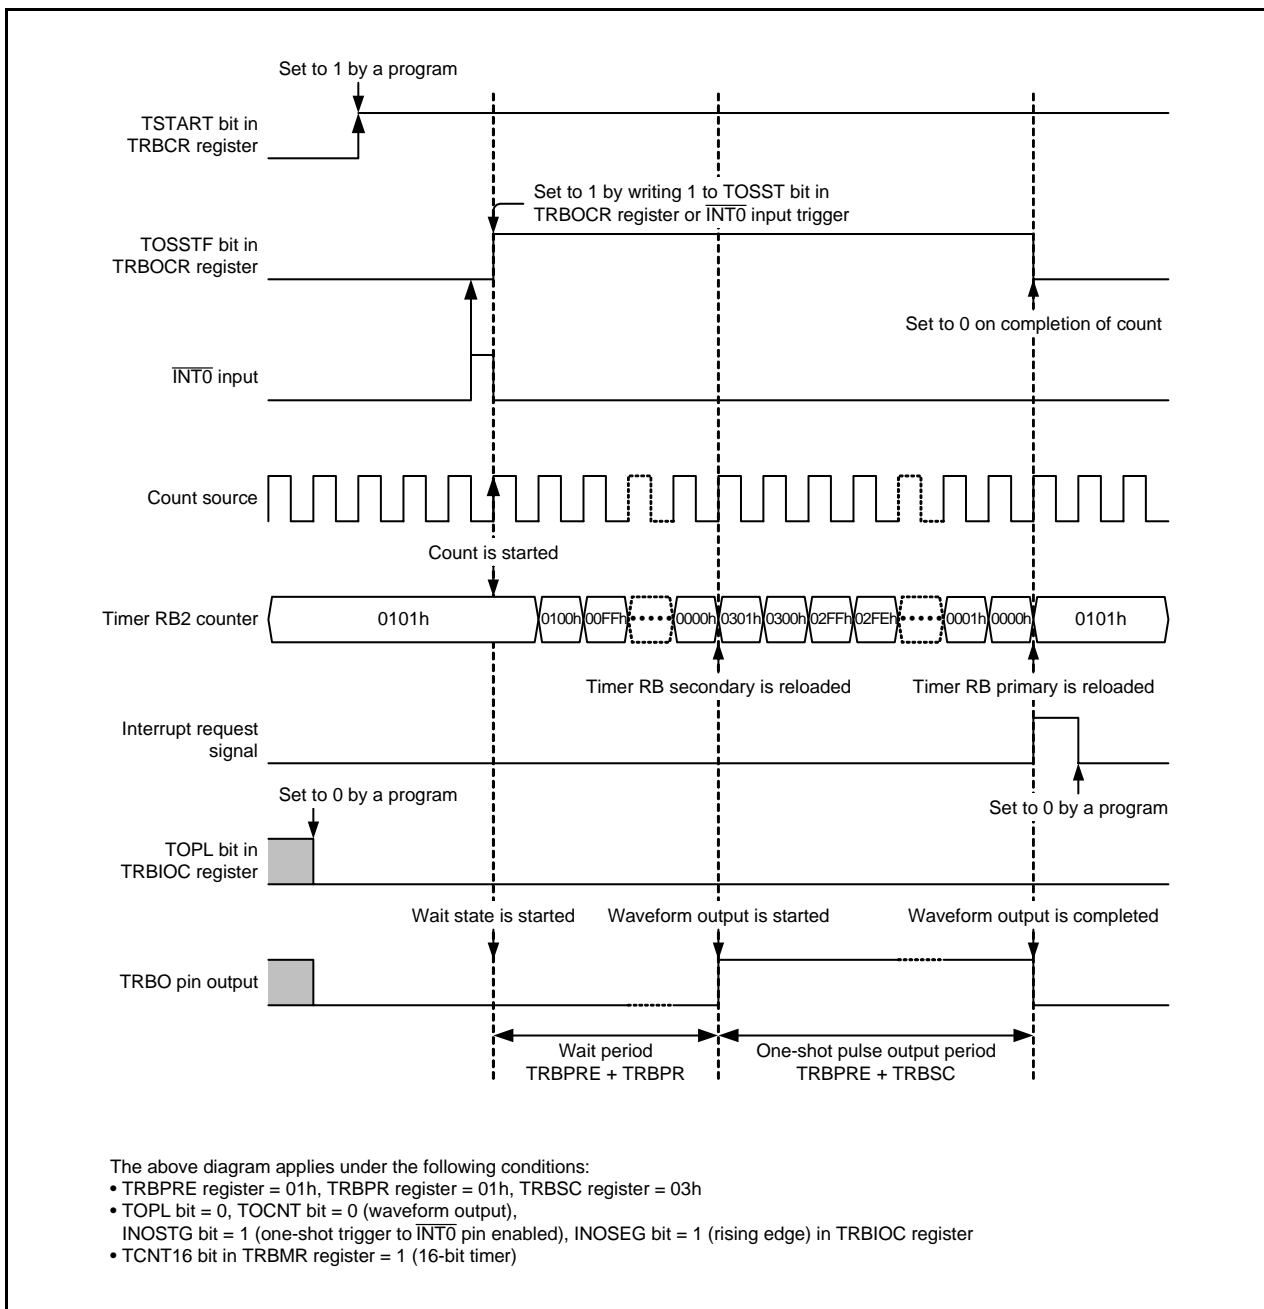 Set to 1 by a program
TSTART bit in
TRBCR register
Set to 1 by writing 1 to TOSST bit in
TRBOCR register or INT0 input trigger
TOSSTF bit in
TRBOCR register
Set to 0 on completion of count
INT0 input
Count source
Count is started
Timer RB2 counter
0101h 0100h 00FFh ····· 0000h 0301h 0300h 02FFh 02FEh ····· 0001h 0000h 0101h
Timer RB secondary is reloaded
Timer RB primary is reloaded
Interrupt request
signal
Set to 0 by a program
Set to 0 by a program
TOPL bit in
TRBIOC register
Wait state is started
Waveform output is started
Waveform output is completed
TRBO pin output
Wait period
TRBPRE + TRBPR
One-shot pulse output period
TRBPRE + TRBSC
The above diagram applies under the following conditions:
• TRBPRE register = 01h, TRBPR register = 01h, TRBSC register = 03h
• TOPL bit = 0, TOCNT bit = 0 (waveform output),
INOSTG bit = 1 (one-shot trigger to INT0 pin enabled), INOSEG bit = 1 (rising edge) in TRBIOC register
• TCNT16 bit in TRBMR register = 1 (16-bit timer)